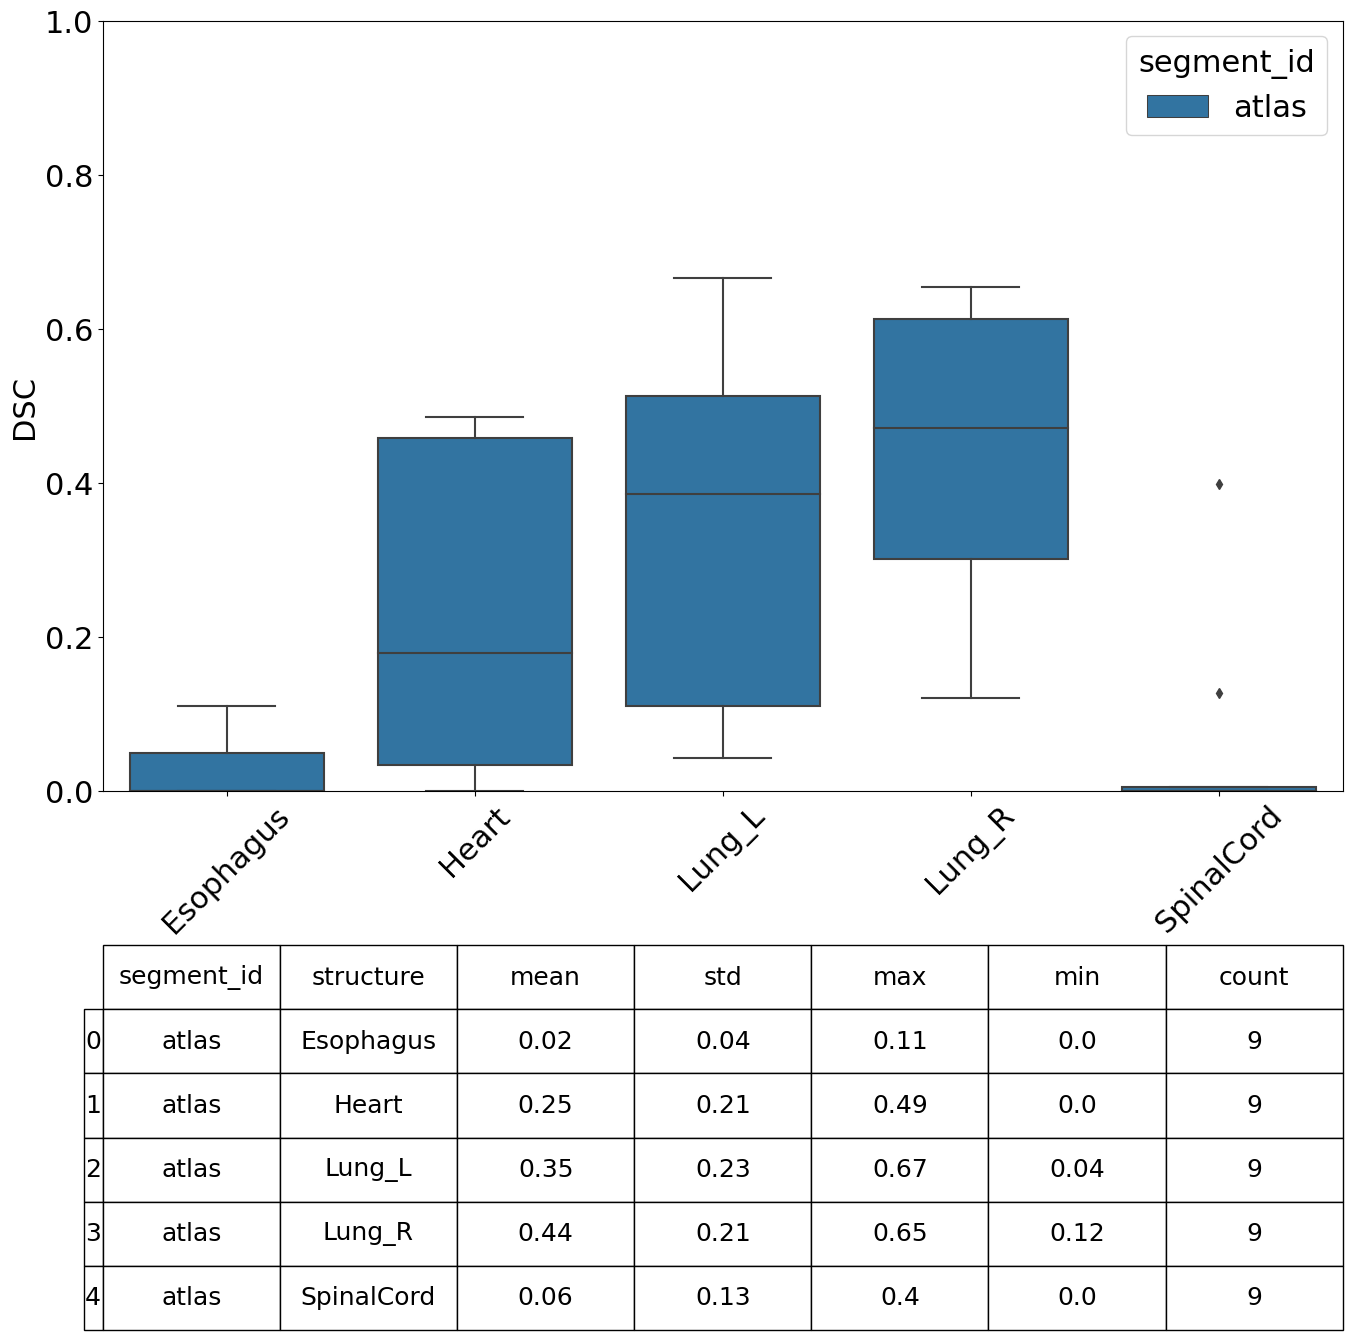 1.0
0.8
0.6
0.4
0.2
0.0
DSC
segment_id
atlas
Esophagus
Heart
Lung_L
Lung_R
SpinalCord
segment_id structure mean std max min count
0 atlas Esophagus 0.02 0.04 0.11 0.0 9
1 atlas Heart 0.25 0.21 0.49 0.0 9
2 atlas Lung_L 0.35 0.23 0.67 0.04 9
3 atlas Lung_R 0.44 0.21 0.65 0.12 9
4 atlas SpinalCord 0.06 0.13 0.4 0.0 9